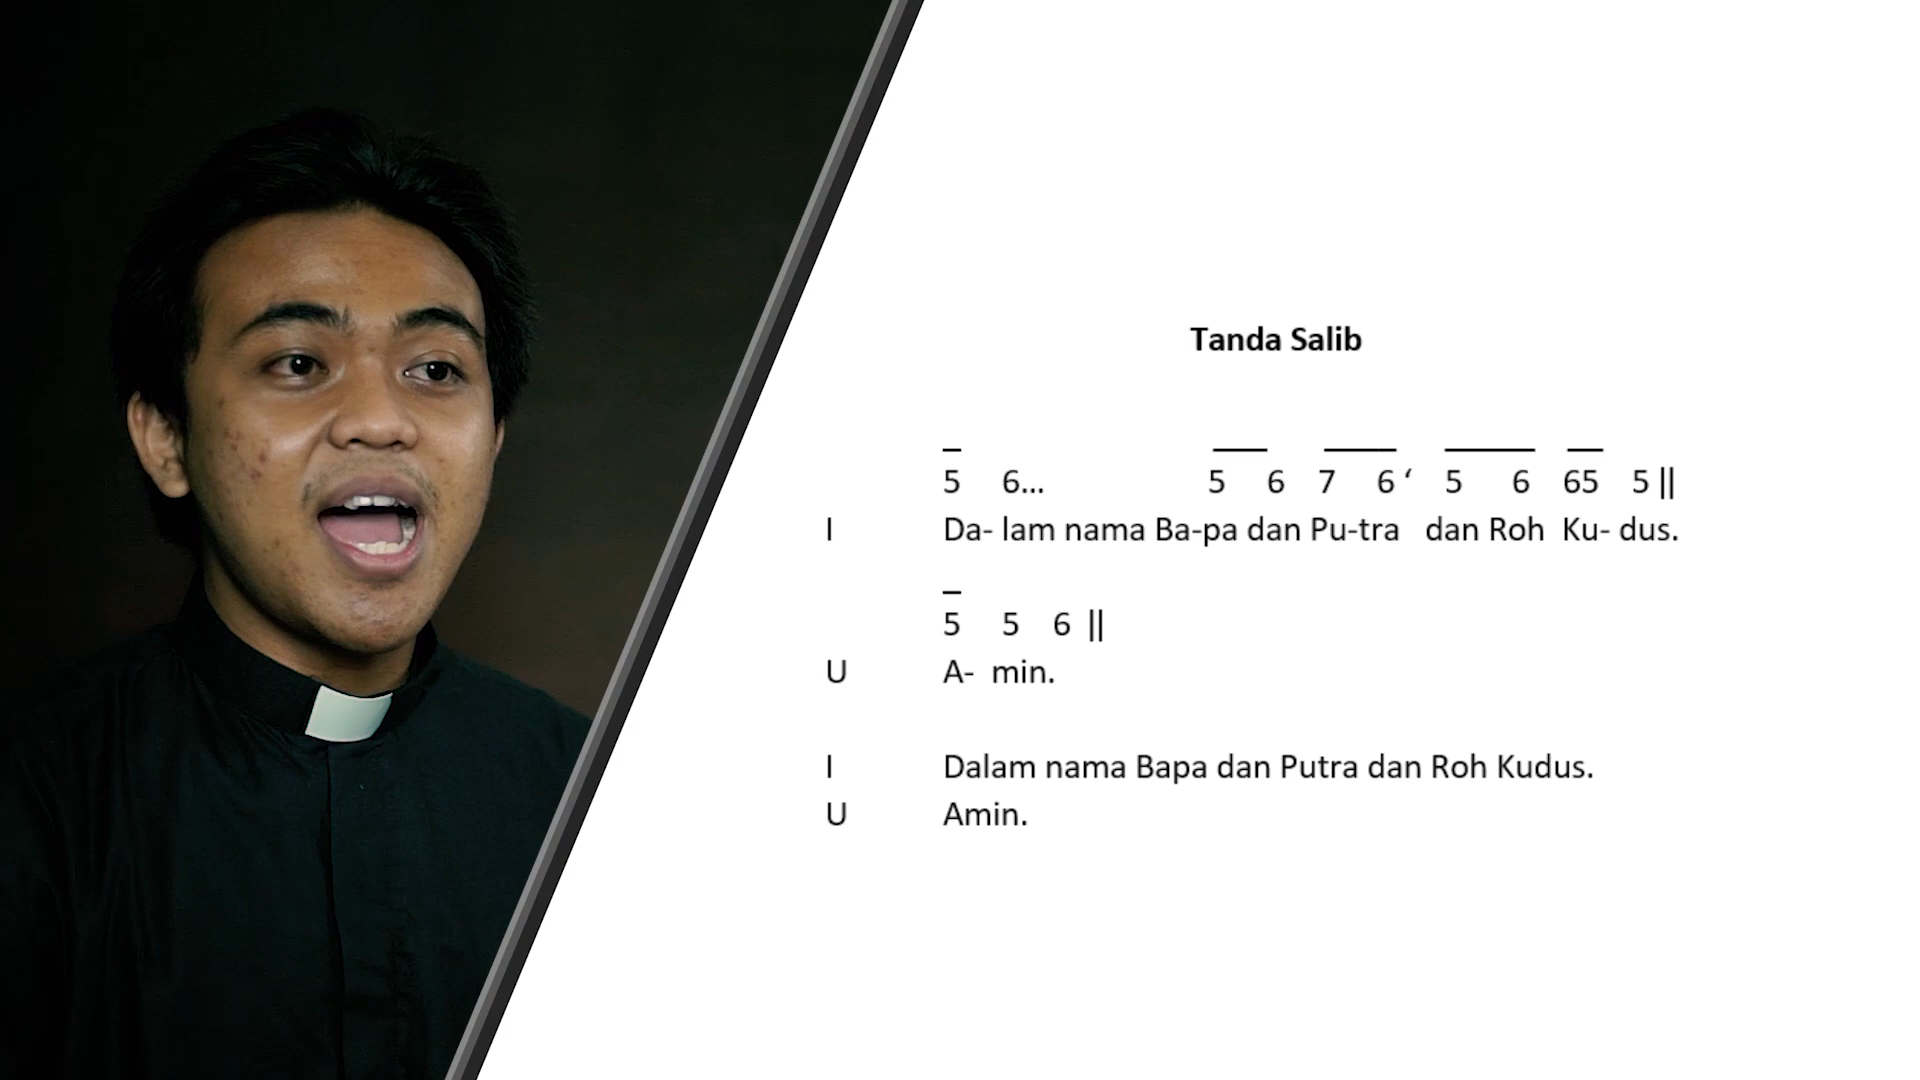 Tanda Salib
5 6... 5 6 7 6 ‘ 5 6 65 5 ||
I Da- lam nama Ba-pa dan Pu-tra dan Roh Ku- dus.
5 5 6 ||
U A- min.
I Dalam nama Bapa dan Putra dan Roh Kudus.
U Amin.